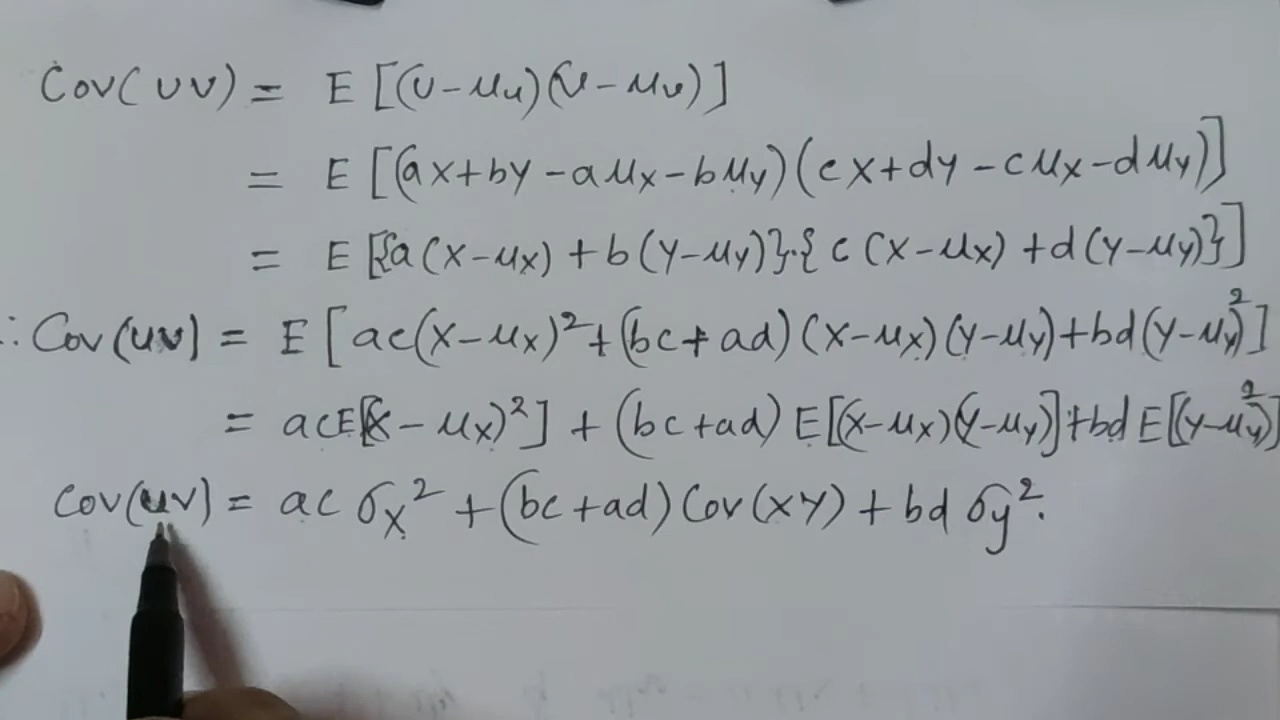 Cov(UV) = E[(U-μu)(V-μv)]
= E[(ax+by-aμx-bμy)(cx+dy-cμx-dμy)]
= E[{a(x-μx)+b(y-μy)}·{c(x-μx)+d(y-μy)}]
∴ Cov(uv) = E[ac(x-μx)²+(bc+ad)(x-μx)(y-μy)+bd(y-μy)²]
= acE[(x-μx)²]+(bc+ad)E[(x-μx)(y-μy)]+bdE[(y-μy)²]
Cov(uv) = ac σx²+(bc+ad)Cov(xy)+bd σy².